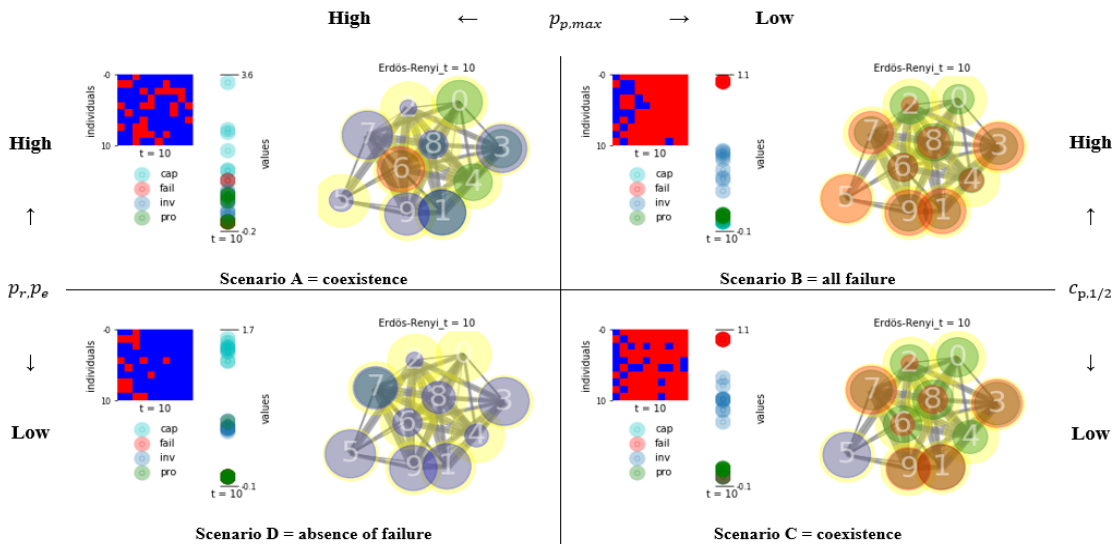 High ← p_p,max → Low
Erdös-Renyi_t = 10
-0
individuals
10
t = 10
3.6
values
-0.2
t = 10
cap
fail
inv
pro
0
2
7
8
3
6
4
5
9
1
Scenario A = coexistence
Erdös-Renyi_t = 10
-0
individuals
10
t = 10
1.1
values
-0.1
t = 10
cap
fail
inv
pro
2
0
7
8
3
6
4
5
9
1
Scenario B = all failure
High
↑
p_r,p_e
↓
Low
High
↑
c_p,1/2
↓
Low
Erdös-Renyi_t = 10
-0
individuals
10
t = 10
1.7
values
-0.1
t = 10
cap
fail
inv
pro
2
0
7
8
3
6
4
5
9
1
Scenario D = absence of failure
Erdös-Renyi_t = 10
-0
individuals
10
t = 10
1.1
values
-0.1
t = 10
cap
fail
inv
pro
2
0
7
8
3
6
4
5
9
1
Scenario C = coexistence